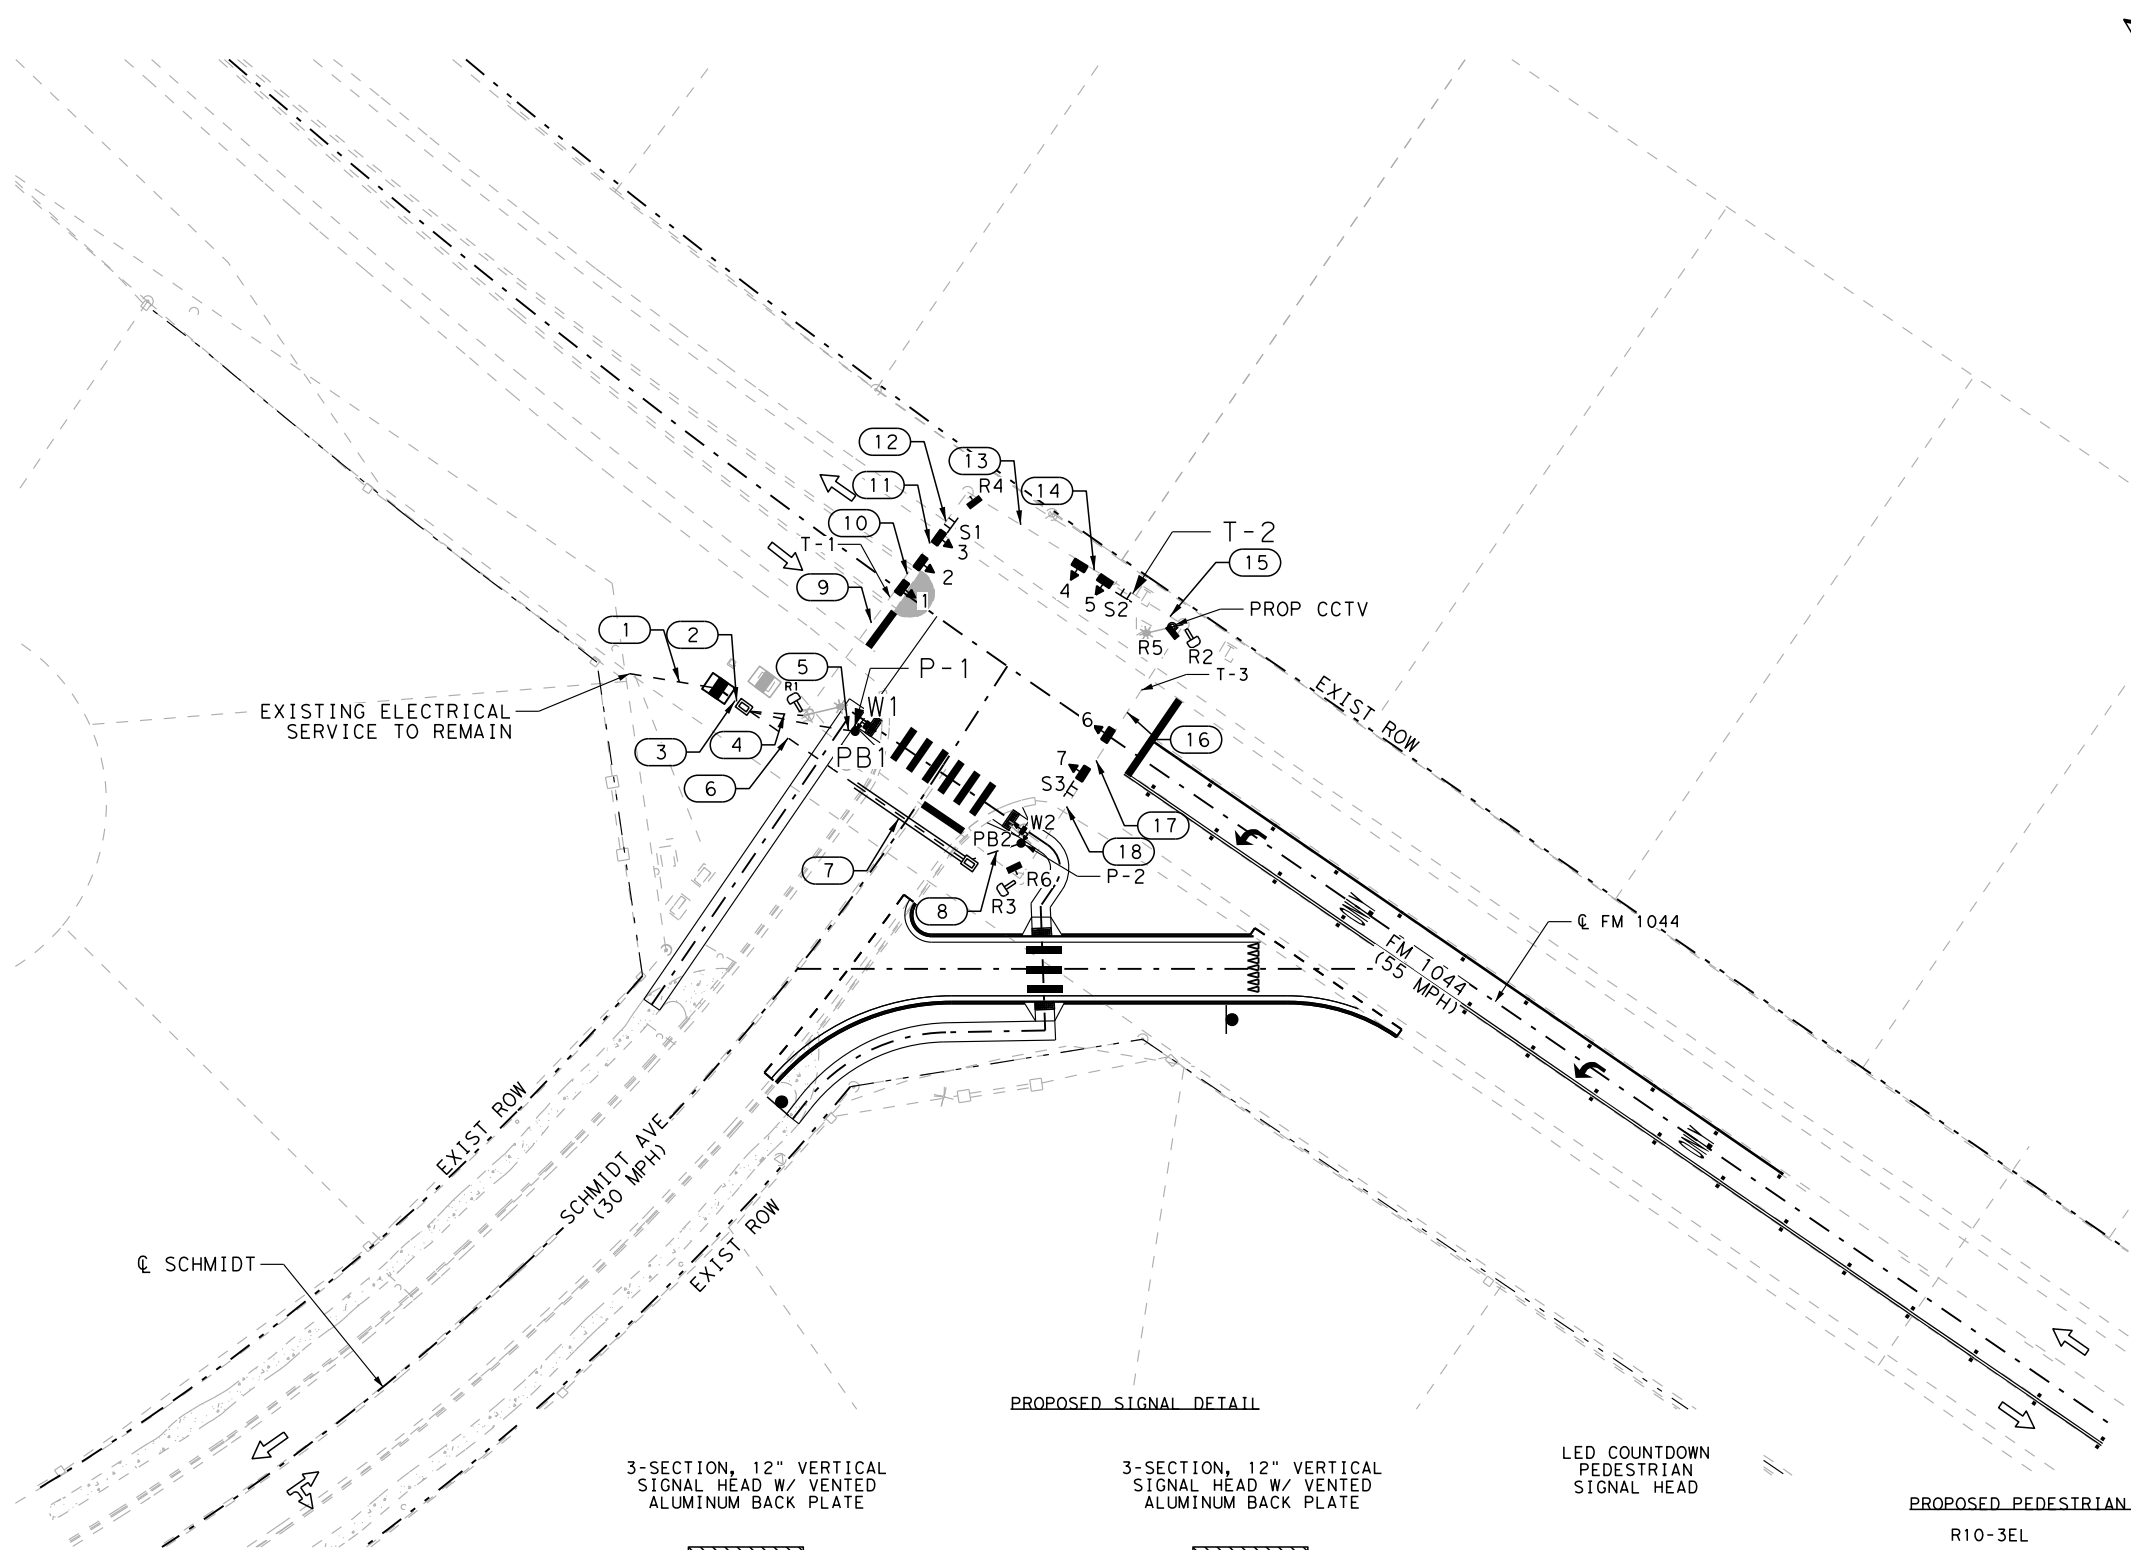 12
13
R4
14
11
10
S1
T-1
3
T-2
15
9
2
1
4
5
S2
PROP CCTV
1
2
R5
R2
5
P-1
T-3
R1
EXISTING ELECTRICAL
SERVICE TO REMAIN
W1
EXIST ROW
6
16
3
4
PB1
7
S3
6
W2
17
PB2
18
7
R6
P-2
R3
8
℄ FM 1044
FM 1044
(55 MPH)
EXIST ROW
SCHMIDT AVE.
(30 MPH)
EXIST ROW
℄ SCHMIDT
PROPOSED SIGNAL DETAIL
3-SECTION, 12" VERTICAL
SIGNAL HEAD W/ VENTED
ALUMINUM BACK PLATE
3-SECTION, 12" VERTICAL
SIGNAL HEAD W/ VENTED
ALUMINUM BACK PLATE
LED COUNTDOWN
PEDESTRIAN
SIGNAL HEAD
PROPOSED PEDESTRIAN
R10-3EL